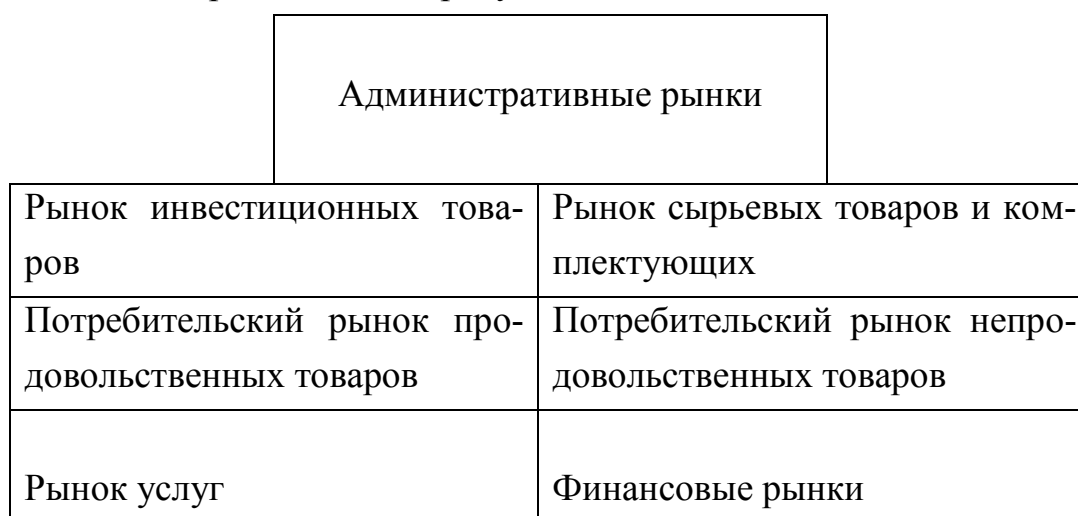 Административные рынки
Рынок инвестиционных това-
ров
Рынок сырьевых товаров и ком-
плектующих
Потребительский рынок про-
довольственных товаров
Потребительский рынок непро-
довольственных товаров
Рынок услуг
Финансовые рынки